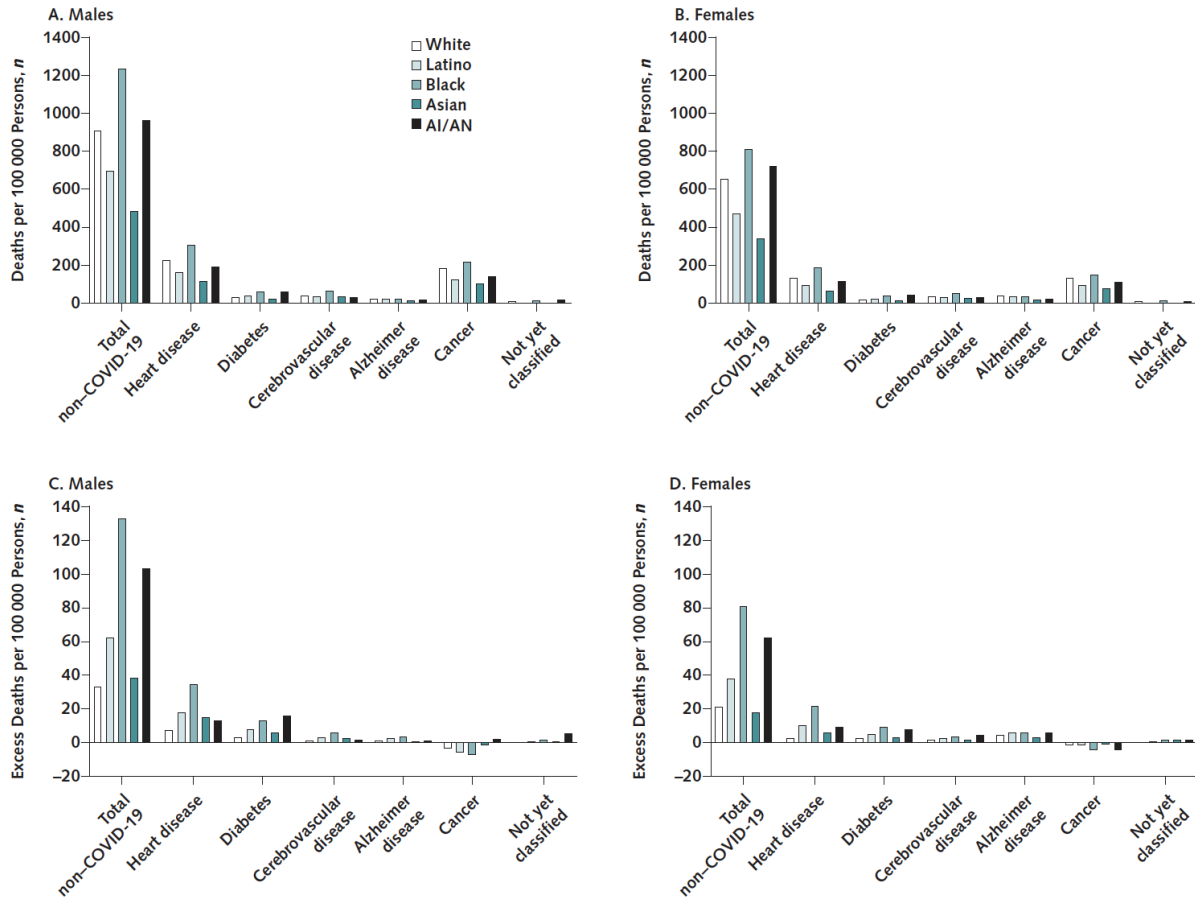 A. Males
Deaths per 100 000 Persons, n
1400
1200
1000
800
600
400
200
0
White
Latino
Black
Asian
AI/AN
Total
non–COVID-19
Heart disease
Diabetes
Cerebrovascular
disease
Alzheimer
disease
Cancer
Not yet
classified
B. Females
Deaths per 100 000 Persons, n
1400
1200
1000
800
600
400
200
0
Total
non–COVID-19
Heart disease
Diabetes
Cerebrovascular
disease
Alzheimer
disease
Cancer
Not yet
classified
C. Males
Excess Deaths per 100 000 Persons, n
140
120
100
80
60
40
20
0
–20
Total
non–COVID-19
Heart disease
Diabetes
Cerebrovascular
disease
Alzheimer
disease
Cancer
Not yet
classified
D. Females
Excess Deaths per 100 000 Persons, n
140
120
100
80
60
40
20
0
–20
Total
non–COVID-19
Heart disease
Diabetes
Cerebrovascular
disease
Alzheimer
disease
Cancer
Not yet
classified